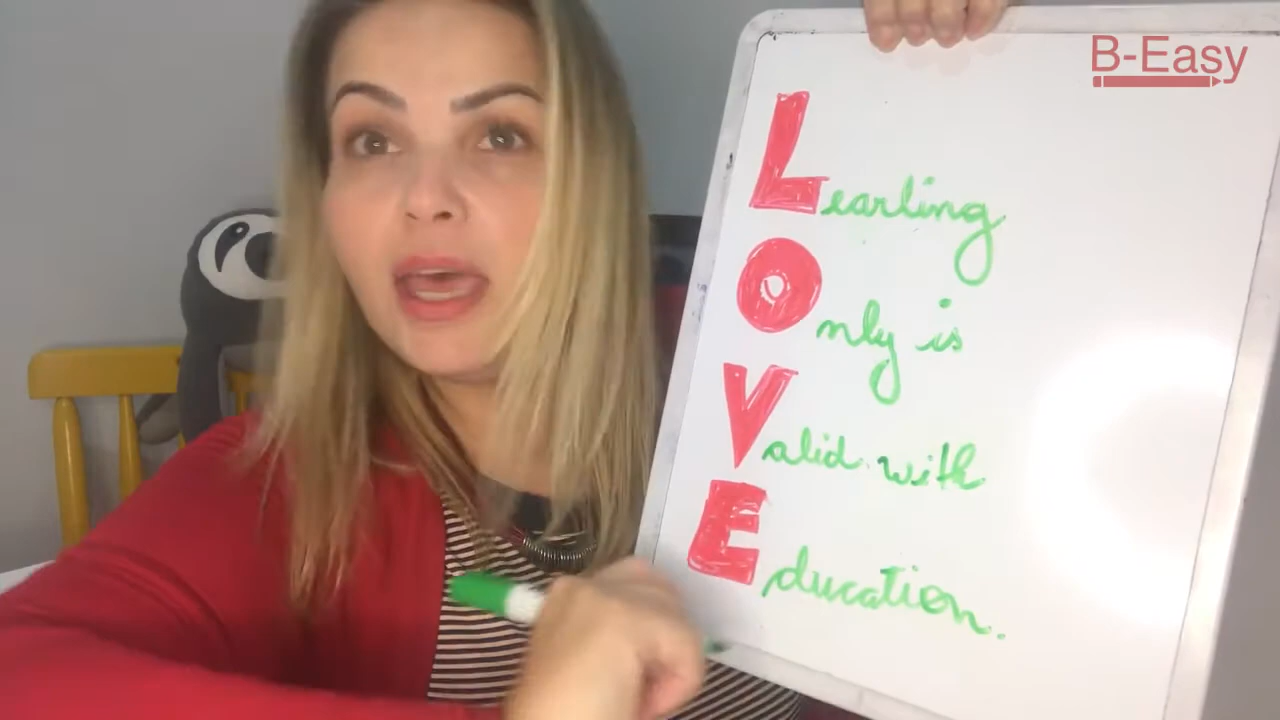 B-Easy
Learling
Only is
Valid with
Education.